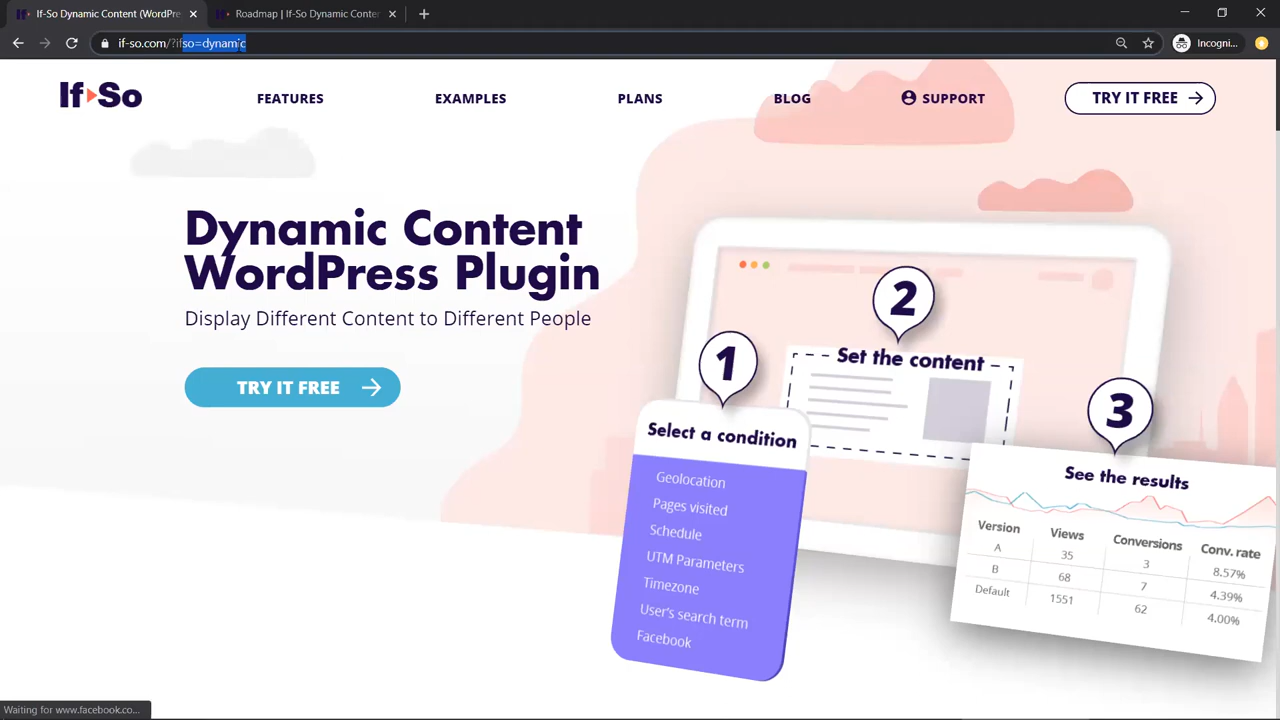 If-So Dynamic Content (WordPre
Roadmap | If-So Dynamic Conten
if-so.com/?ifso=dynamic
Incogni...
If So
FEATURES
EXAMPLES
PLANS
BLOG
SUPPORT
TRY IT FREE
Dynamic Content
WordPress Plugin
Display Different Content to Different People
TRY IT FREE
1
Select a condition
Geolocation
Pages visited
Schedule
UTM Parameters
Timezone
User's search term
Facebook
2
Set the content
3
See the results
Version Views Conversions Conv. rate
A 35 3 8.57%
B 68 7 4.39%
Default 1551 62 4.00%
Waiting for www.facebook.co...